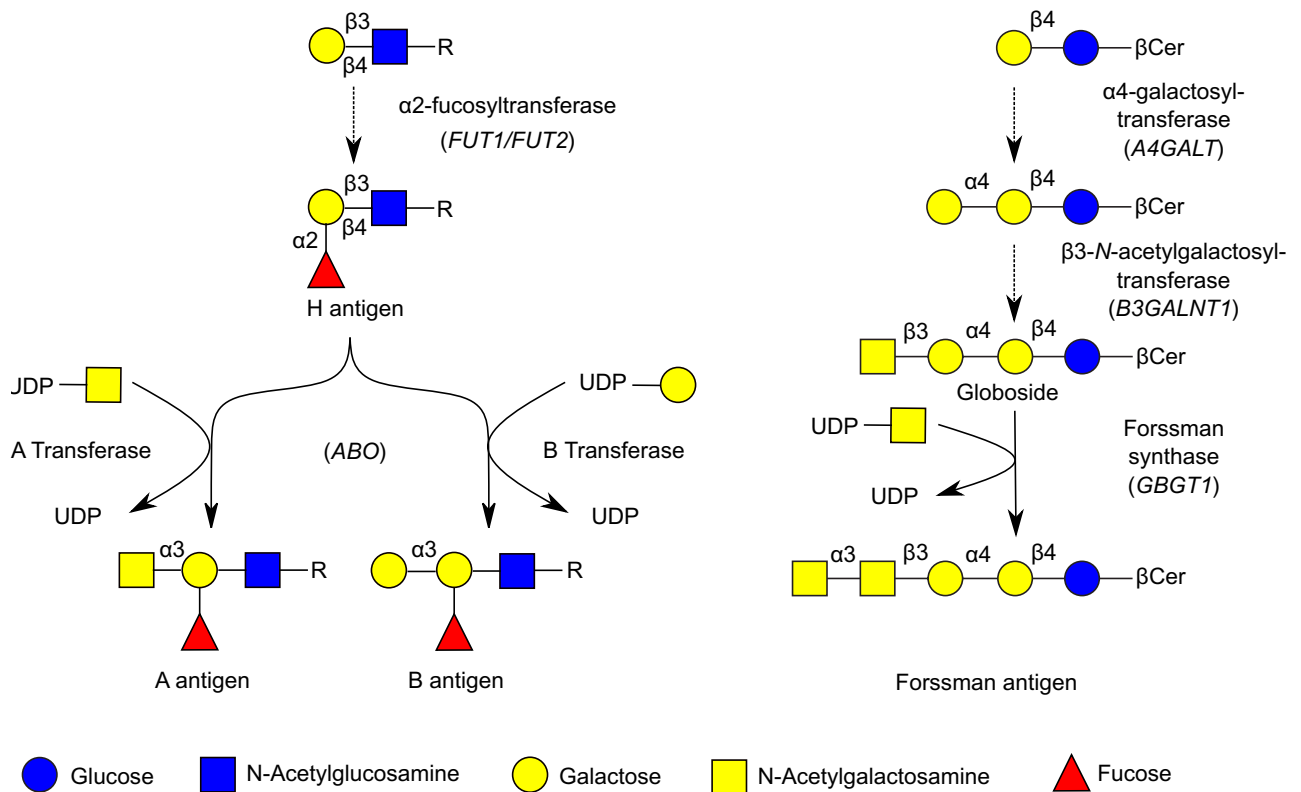 β3
β4
R
α2-fucosyltransferase
(FUT1/FUT2)
β3
β4
R
α2
H antigen
JDP
UDP
A Transferase
(ABO)
B Transferase
UDP
UDP
α3
R
α3
R
A antigen
B antigen
β4
βCer
α4-galactosyl-
transferase
(A4GALT)
α4
β4
βCer
β3-N-acetylgalactosyl-
transferase
(B3GALNT1)
β3
α4
β4
βCer
Globoside
UDP
Forssman
synthase
(GBGT1)
UDP
α3
β3
α4
β4
βCer
Forssman antigen
Glucose
N-Acetylglucosamine
Galactose
N-Acetylgalactosamine
Fucose